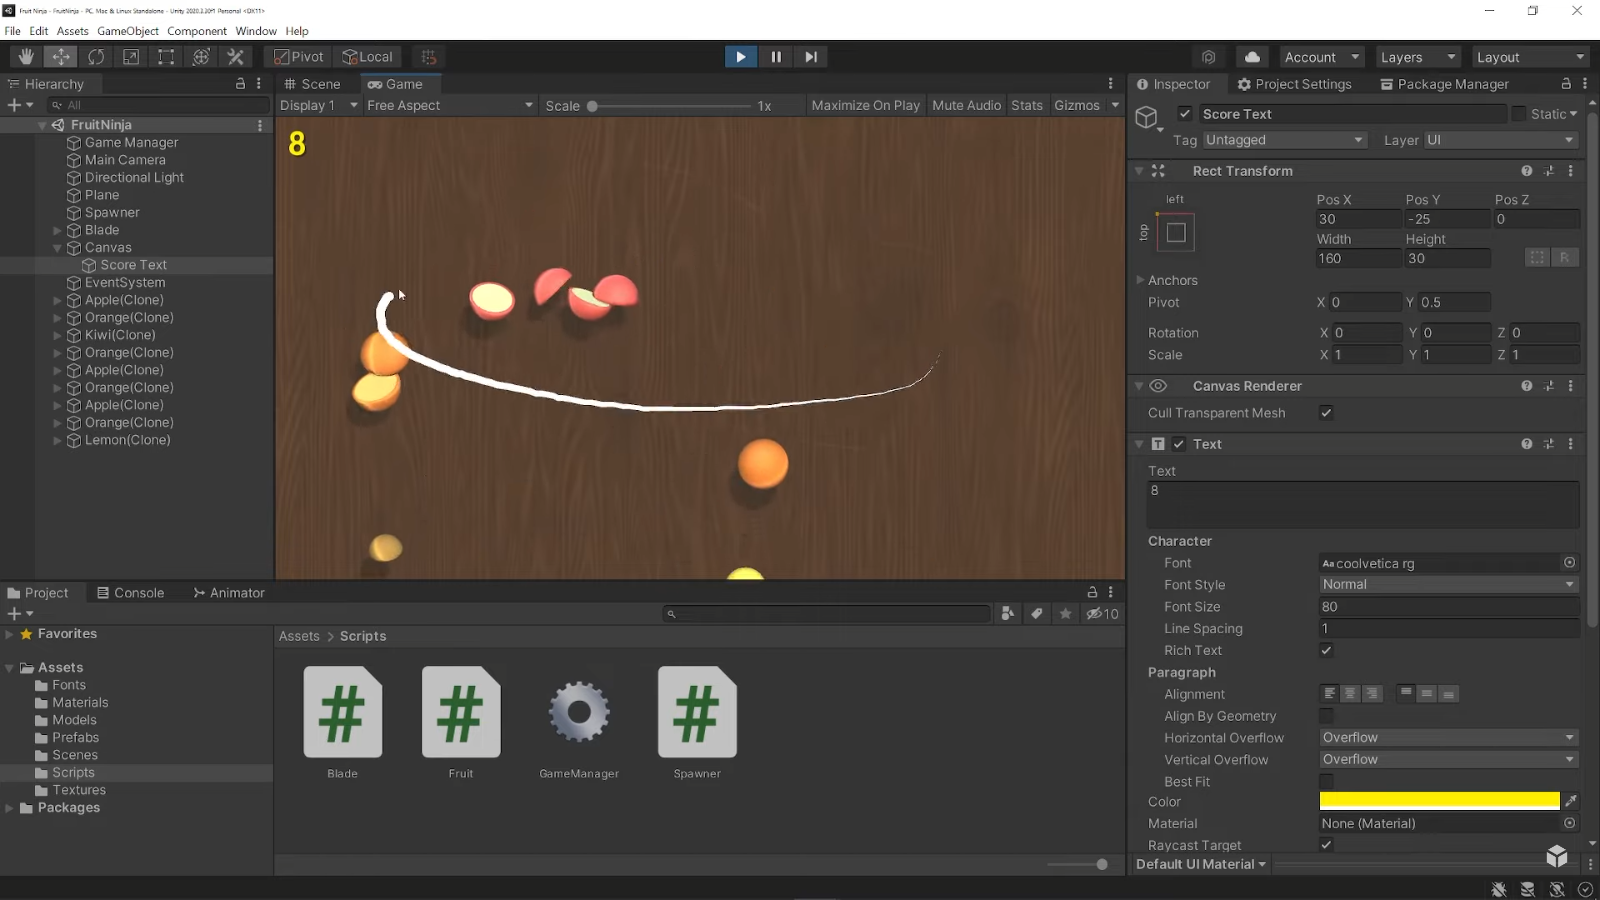 Fruit Ninja - FruitNinja - PC, Mac & Linux Standalone - Unity 2020.3.20f1 Personal <DX11>
File Edit Assets GameObject Component Window Help
Pivot Local Account Layers Layout
Hierarchy
All
FruitNinja
Game Manager
Main Camera
Directional Light
Plane
Spawner
Blade
Canvas
Score Text
EventSystem
Apple(Clone)
Orange(Clone)
Kiwi(Clone)
Orange(Clone)
Apple(Clone)
Orange(Clone)
Apple(Clone)
Orange(Clone)
Lemon(Clone)
Scene Game
Display 1 Free Aspect Scale 1x Maximize On Play Mute Audio Stats Gizmos
8
Inspector Project Settings Package Manager
Score Text Static
Tag Untagged Layer UI
Rect Transform
left
top
Pos X Pos Y Pos Z
30 -25 0
Width Height
160 30
R
Anchors
Pivot X 0 Y 0.5
Rotation X 0 Y 0 Z 0
Scale X 1 Y 1 Z 1
Canvas Renderer
Cull Transparent Mesh
Text
Text
8
Character
Font Aa coolvetica rg
Font Style Normal
Font Size 80
Line Spacing 1
Rich Text
Paragraph
Alignment
Align By Geometry
Horizontal Overflow Overflow
Vertical Overflow Overflow
Best Fit
Color
Material None (Material)
Raycast Target
Default UI Material
Project Console Animator
10
Favorites
Assets
Fonts
Materials
Models
Prefabs
Scenes
Scripts
Textures
Packages
Assets > Scripts
Blade Fruit GameManager Spawner